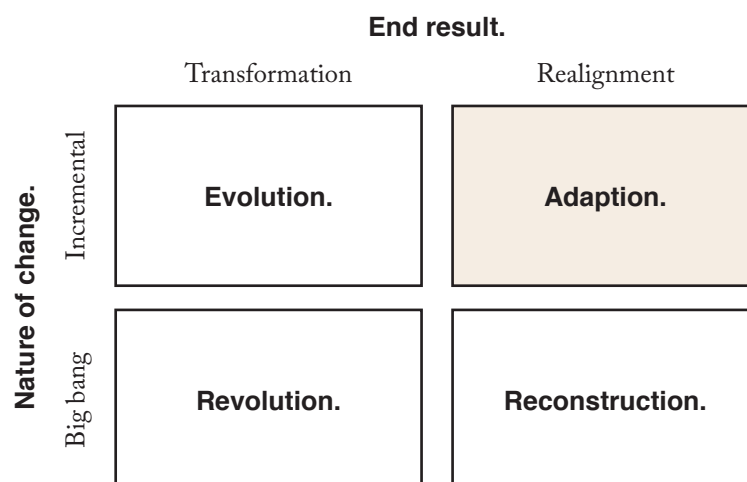 End result.
Transformation Realignment
Nature of change.
Incremental
Evolution. Adaption.
Big bang
Revolution. Reconstruction.